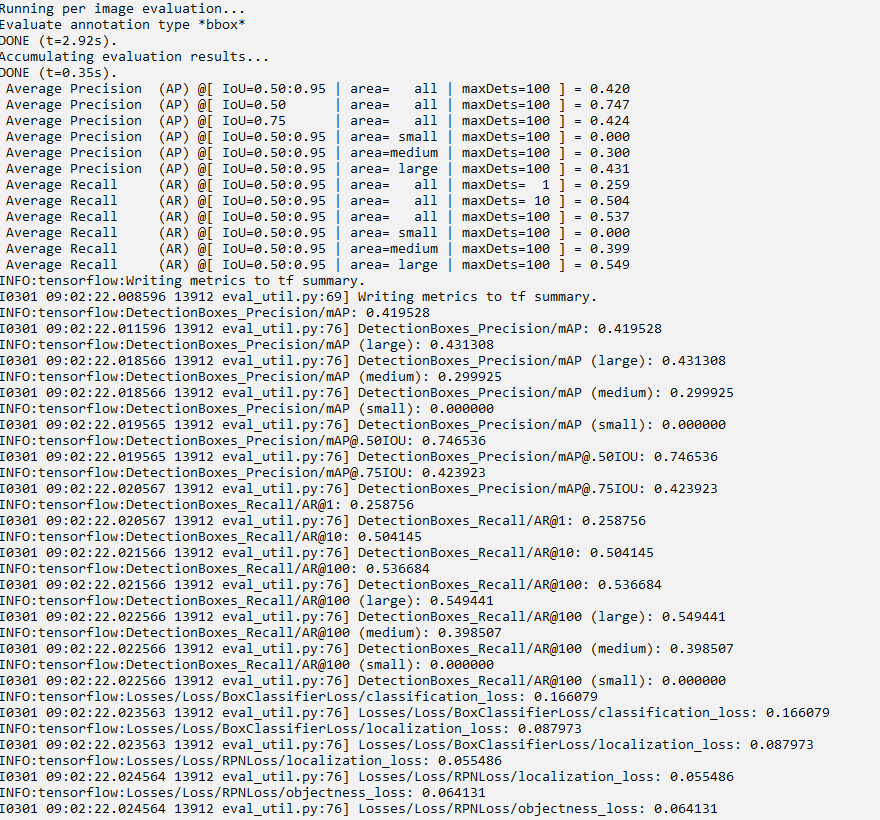 Running per image evaluation...
Evaluate annotation type *bbox*
DONE (t=2.92s).
Accumulating evaluation results...
DONE (t=0.35s).
 Average Precision  (AP) @[ IoU=0.50:0.95 | area=   all | maxDets=100 ] = 0.420
 Average Precision  (AP) @[ IoU=0.50      | area=   all | maxDets=100 ] = 0.747
 Average Precision  (AP) @[ IoU=0.75      | area=   all | maxDets=100 ] = 0.424
 Average Precision  (AP) @[ IoU=0.50:0.95 | area= small | maxDets=100 ] = 0.000
 Average Precision  (AP) @[ IoU=0.50:0.95 | area=medium | maxDets=100 ] = 0.300
 Average Precision  (AP) @[ IoU=0.50:0.95 | area= large | maxDets=100 ] = 0.431
 Average Recall     (AR) @[ IoU=0.50:0.95 | area=   all | maxDets=  1 ] = 0.259
 Average Recall     (AR) @[ IoU=0.50:0.95 | area=   all | maxDets= 10 ] = 0.504
 Average Recall     (AR) @[ IoU=0.50:0.95 | area=   all | maxDets=100 ] = 0.537
 Average Recall     (AR) @[ IoU=0.50:0.95 | area= small | maxDets=100 ] = 0.000
 Average Recall     (AR) @[ IoU=0.50:0.95 | area=medium | maxDets=100 ] = 0.399
 Average Recall     (AR) @[ IoU=0.50:0.95 | area= large | maxDets=100 ] = 0.549
INFO:tensorflow:Writing metrics to tf summary.
I0301 09:02:22.008596 13912 eval_util.py:69] Writing metrics to tf summary.
INFO:tensorflow:DetectionBoxes_Precision/mAP: 0.419528
I0301 09:02:22.011596 13912 eval_util.py:76] DetectionBoxes_Precision/mAP: 0.419528
INFO:tensorflow:DetectionBoxes_Precision/mAP (large): 0.431308
I0301 09:02:22.018566 13912 eval_util.py:76] DetectionBoxes_Precision/mAP (large): 0.431308
INFO:tensorflow:DetectionBoxes_Precision/mAP (medium): 0.299925
I0301 09:02:22.018566 13912 eval_util.py:76] DetectionBoxes_Precision/mAP (medium): 0.299925
INFO:tensorflow:DetectionBoxes_Precision/mAP (small): 0.000000
I0301 09:02:22.019565 13912 eval_util.py:76] DetectionBoxes_Precision/mAP (small): 0.000000
INFO:tensorflow:DetectionBoxes_Precision/mAP@.50IOU: 0.746536
I0301 09:02:22.019565 13912 eval_util.py:76] DetectionBoxes_Precision/mAP@.50IOU: 0.746536
INFO:tensorflow:DetectionBoxes_Precision/mAP@.75IOU: 0.423923
I0301 09:02:22.020567 13912 eval_util.py:76] DetectionBoxes_Precision/mAP@.75IOU: 0.423923
INFO:tensorflow:DetectionBoxes_Recall/AR@1: 0.258756
I0301 09:02:22.020567 13912 eval_util.py:76] DetectionBoxes_Recall/AR@1: 0.258756
INFO:tensorflow:DetectionBoxes_Recall/AR@10: 0.504145
I0301 09:02:22.021566 13912 eval_util.py:76] DetectionBoxes_Recall/AR@10: 0.504145
INFO:tensorflow:DetectionBoxes_Recall/AR@100: 0.536684
I0301 09:02:22.021566 13912 eval_util.py:76] DetectionBoxes_Recall/AR@100: 0.536684
INFO:tensorflow:DetectionBoxes_Recall/AR@100 (large): 0.549441
I0301 09:02:22.022566 13912 eval_util.py:76] DetectionBoxes_Recall/AR@100 (large): 0.549441
INFO:tensorflow:DetectionBoxes_Recall/AR@100 (medium): 0.398507
I0301 09:02:22.022566 13912 eval_util.py:76] DetectionBoxes_Recall/AR@100 (medium): 0.398507
INFO:tensorflow:DetectionBoxes_Recall/AR@100 (small): 0.000000
I0301 09:02:22.022566 13912 eval_util.py:76] DetectionBoxes_Recall/AR@100 (small): 0.000000
INFO:tensorflow:Losses/Loss/BoxClassifierLoss/classification_loss: 0.166079
I0301 09:02:22.023563 13912 eval_util.py:76] Losses/Loss/BoxClassifierLoss/classification_loss: 0.166079
INFO:tensorflow:Losses/Loss/BoxClassifierLoss/localization_loss: 0.087973
I0301 09:02:22.023563 13912 eval_util.py:76] Losses/Loss/BoxClassifierLoss/localization_loss: 0.087973
INFO:tensorflow:Losses/Loss/RPNLoss/localization_loss: 0.055486
I0301 09:02:22.024564 13912 eval_util.py:76] Losses/Loss/RPNLoss/localization_loss: 0.055486
INFO:tensorflow:Losses/Loss/RPNLoss/objectness_loss: 0.064131
I0301 09:02:22.024564 13912 eval_util.py:76] Losses/Loss/RPNLoss/objectness_loss: 0.064131